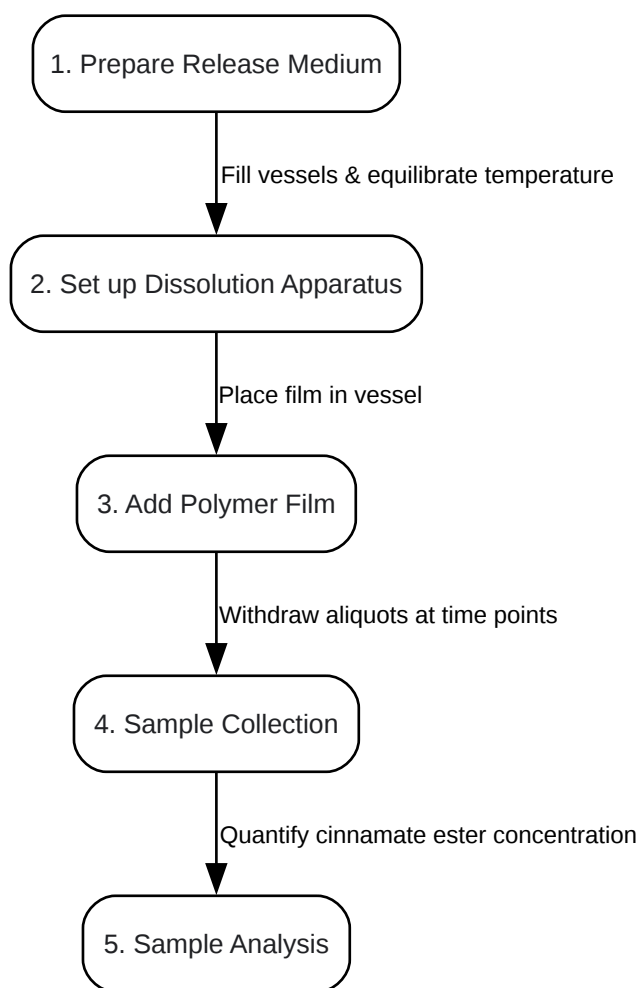 1. Prepare Release Medium
Fill vessels & equilibrate temperature
2. Set up Dissolution Apparatus
Place film in vessel
3. Add Polymer Film
Withdraw aliquots at time points
4. Sample Collection
Quantify cinnamate ester concentration
5. Sample Analysis